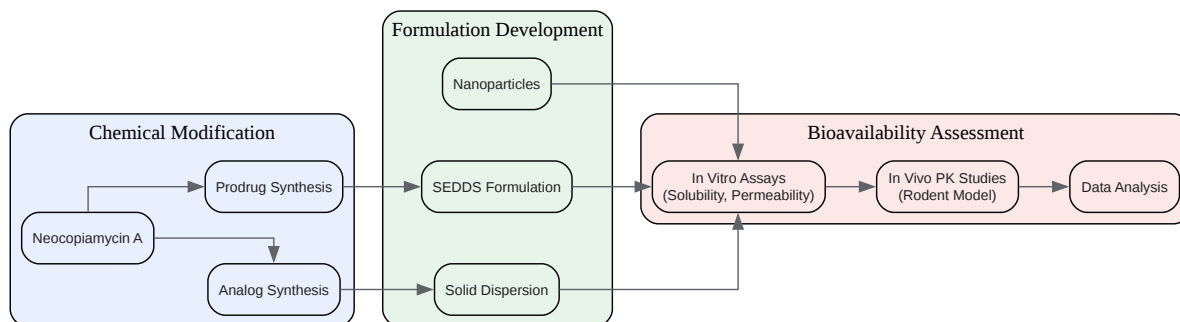 Formulation Development
Nanoparticles
Chemical Modification
Bioavailability Assessment
Prodrug Synthesis
SEDDS Formulation
In Vitro Assays
(Solubility, Permeability)
In Vivo PK Studies
(Rodent Model)
Data Analysis
Neocopiamycin A
Analog Synthesis
Solid Dispersion